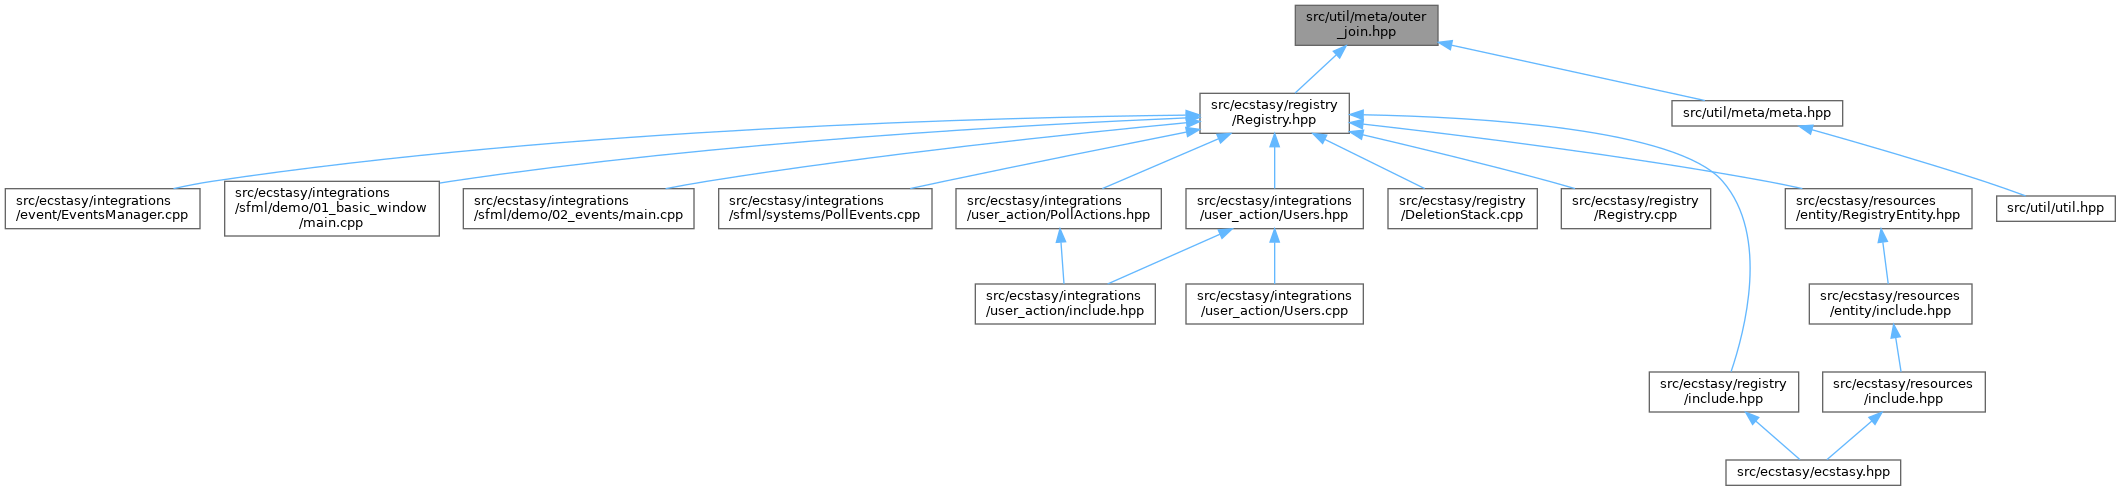 src/util/meta/outer
_join.hpp
src/ecstasy/registry
/Registry.hpp
src/util/meta/meta.hpp
src/ecstasy/integrations
/event/EventsManager.cpp
src/ecstasy/integrations
/sfml/demo/01_basic_window
/main.cpp
src/ecstasy/integrations
/sfml/demo/02_events/main.cpp
src/ecstasy/integrations
/sfml/systems/PollEvents.cpp
src/ecstasy/integrations
/user_action/PollActions.hpp
src/ecstasy/integrations
/user_action/Users.hpp
src/ecstasy/registry
/DeletionStack.cpp
src/ecstasy/registry
/Registry.cpp
src/ecstasy/resources
/entity/RegistryEntity.hpp
src/util/util.hpp
src/ecstasy/integrations
/user_action/include.hpp
src/ecstasy/integrations
/user_action/Users.cpp
src/ecstasy/resources
/entity/include.hpp
src/ecstasy/registry
/include.hpp
src/ecstasy/resources
/include.hpp
src/ecstasy/ecstasy.hpp